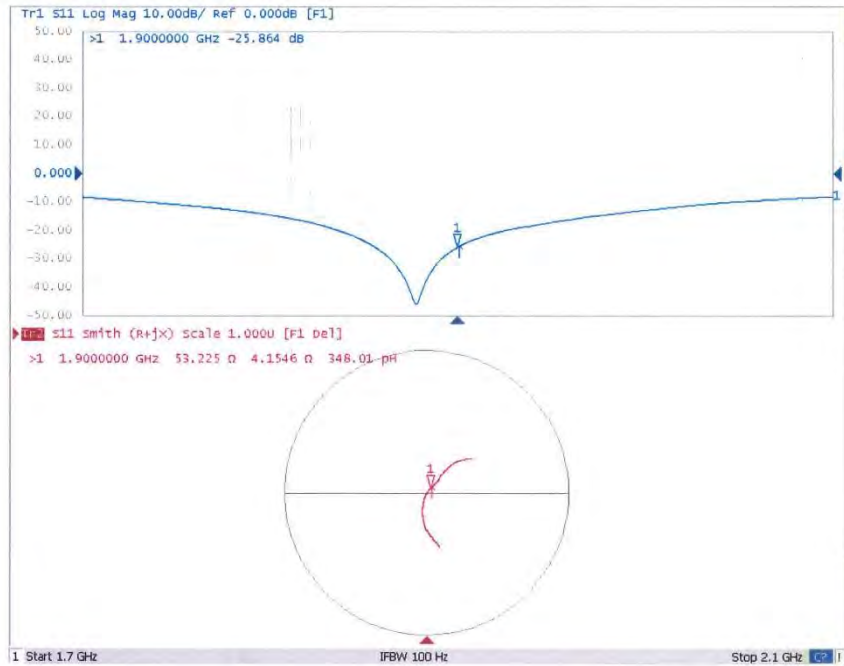 Tr1 S11 Log Mag 10.00dB/ Ref 0.000dB [F1]
50.00
>1 1.9000000 GHz -25.864 dB
40.00
30.00
20.00
10.00
0.000
-10.00
1
-20.00
1
-30.00
-40.00
-50.00
Tr2 S11 Smith (R+jX) Scale 1.000U [F1 Del]
>1 1.9000000 GHz 53.225 Ω 4.1546 Ω 348.01 pH
1
1 Start 1.7 GHz IFBW 100 Hz Stop 2.1 GHz C?